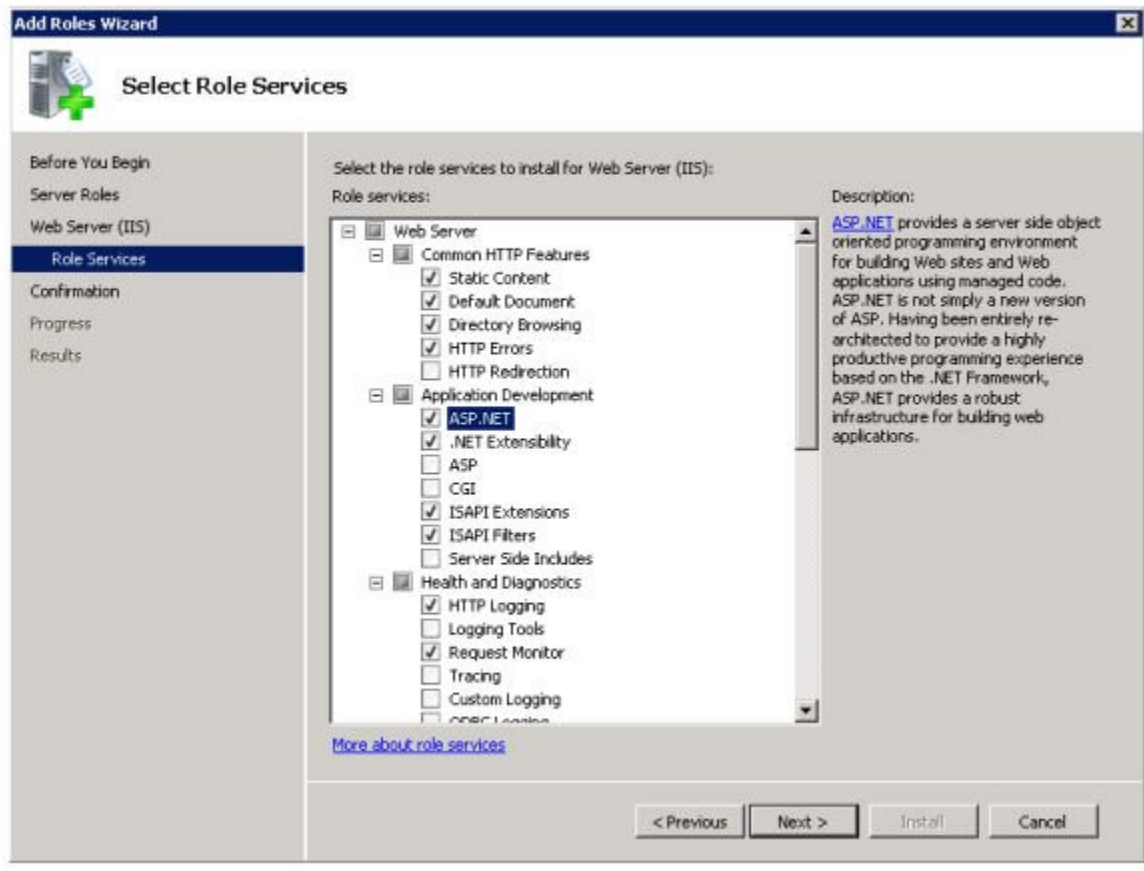 Add Roles Wizard
Select Role Services
Before You Begin
Server Roles
Web Server (IIS)
Role Services
Confirmation
Progress
Results
Select the role services to install for Web Server (IIS):
Role services:
Web Server
Common HTTP Features
Static Content
Default Document
Directory Browsing
HTTP Errors
HTTP Redirection
Application Development
ASP.NET
.NET Extensibility
ASP
CGI
ISAPI Extensions
ISAPI Filters
Server Side Includes
Health and Diagnostics
HTTP Logging
Logging Tools
Request Monitor
Tracing
Custom Logging
ODBC Logging
More about role services
Description:
ASP.NET provides a server side object
oriented programming environment
for building Web sites and Web
applications using managed code.
ASP.NET is not simply a new version
of ASP. Having been entirely re-
architected to provide a highly
productive programming experience
based on the .NET Framework,
ASP.NET provides a robust
infrastructure for building web
applications.
< Previous
Next >
Install
Cancel